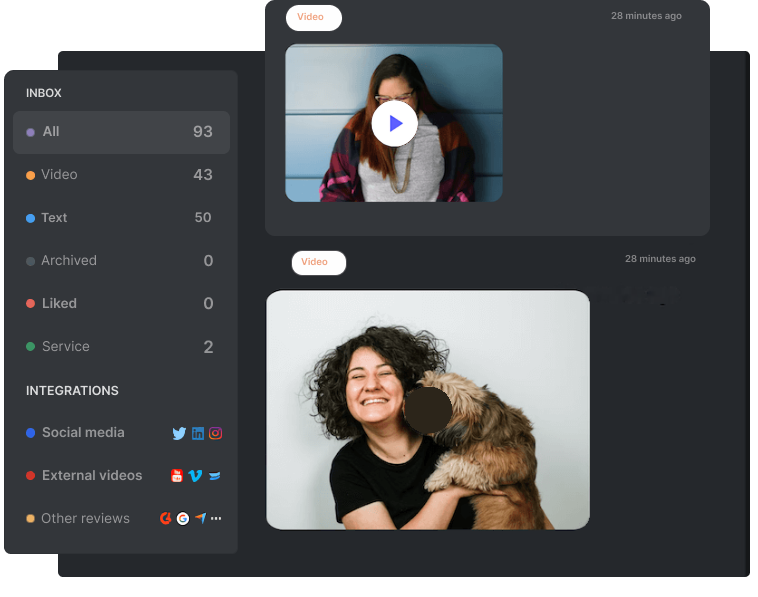 Video
28 minutes ago
INBOX
All 93
Video 43
Text 50
Archived 0
Liked 0
Service 2
INTEGRATIONS
Social media
External videos
Other reviews
Video
28 minutes ago